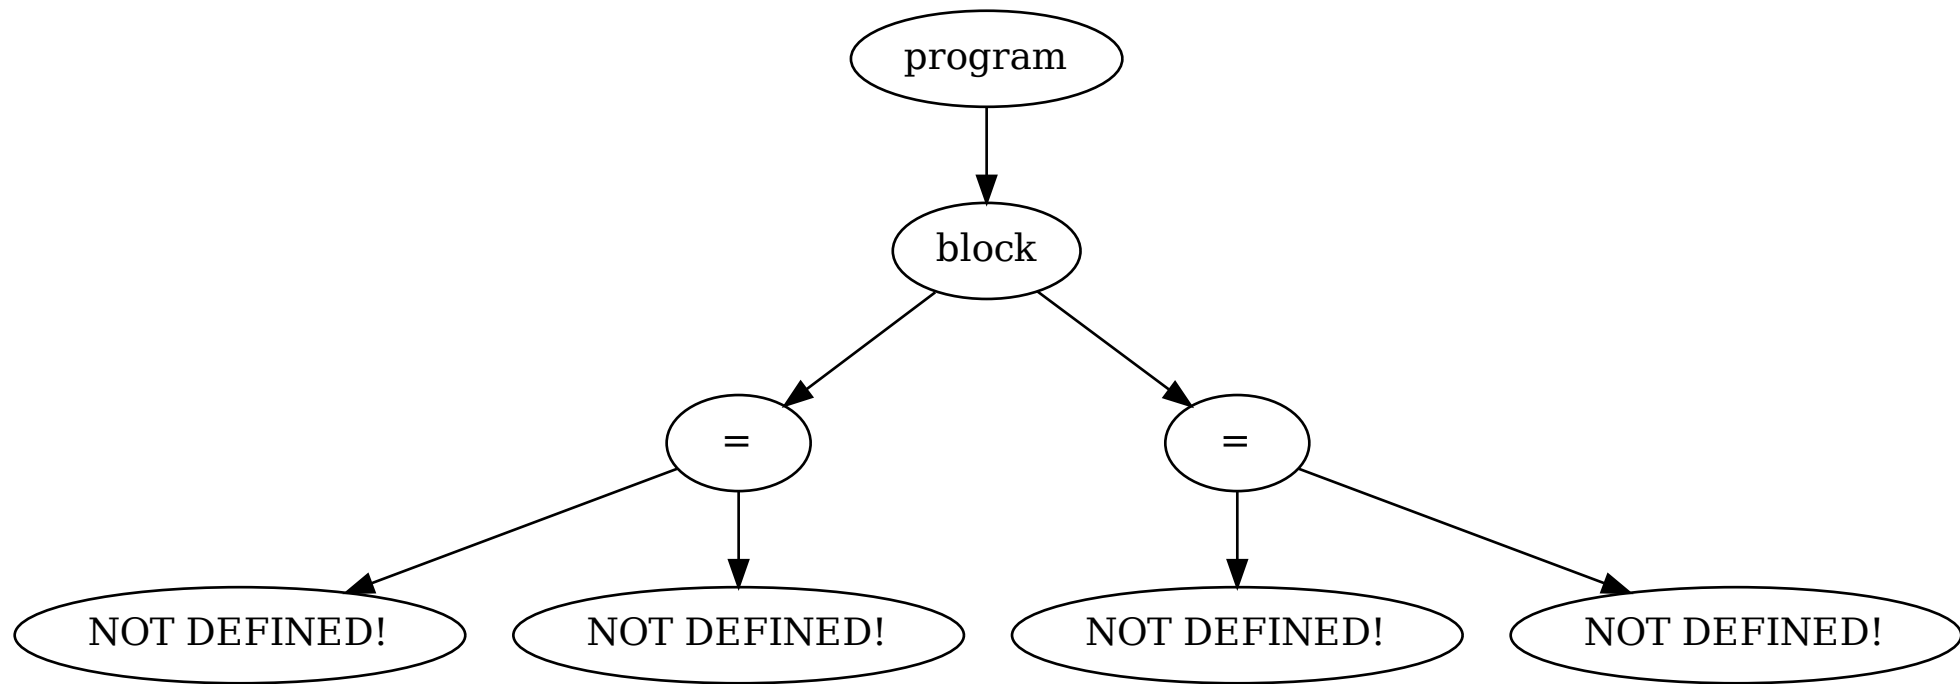 program
block
=
=
NOT DEFINED!
NOT DEFINED!
NOT DEFINED!
NOT DEFINED!